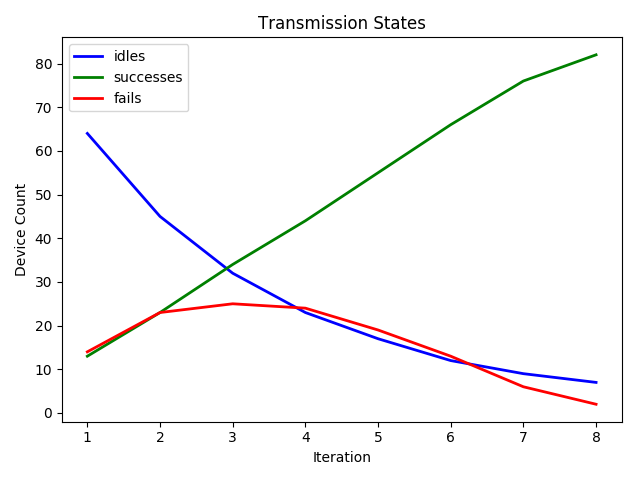 Transmission States
idles
successes
fails
Device Count
80
70
60
50
40
30
20
10
0
1 2 3 4 5 6 7 8
Iteration